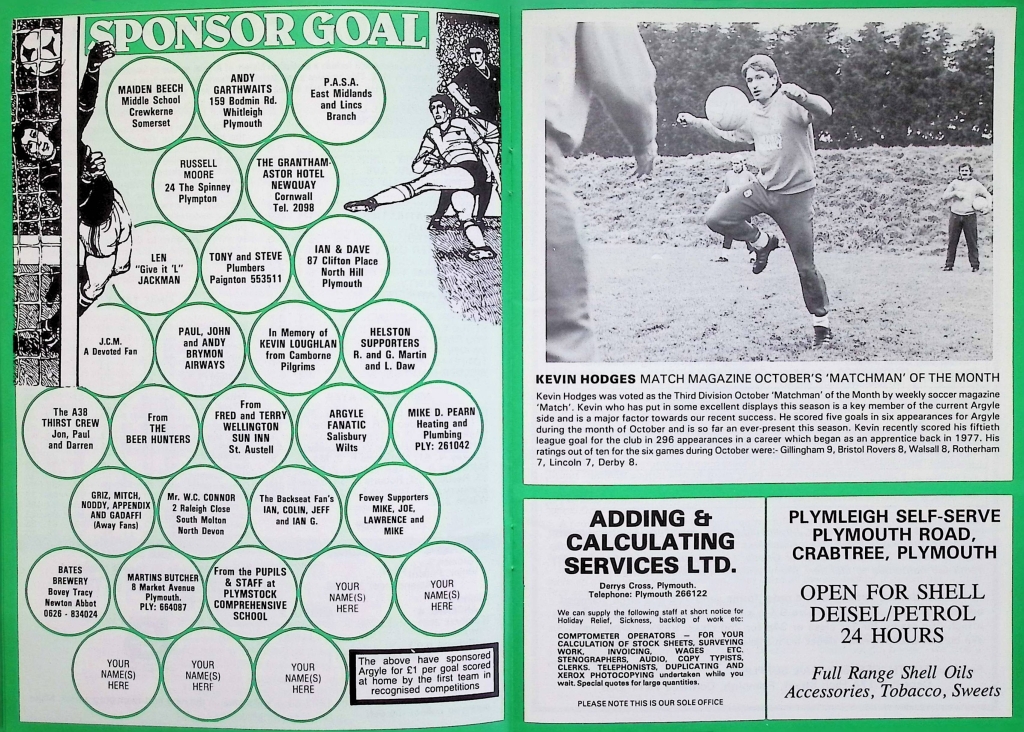 SPONSOR GOAL
MAIDEN BEECH
Middle School
Crewkerne
Somerset
ANDY
GARTHWAITS
159 Bodmin Rd.
Whitleigh
Plymouth
P.A.S.A.
East Midlands
and Lincs
Branch
RUSSELL
MOORE
24 The Spinney
Plympton
THE GRANTHAM-
ASTOR HOTEL
NEWQUAY
Cornwall
Tel. 2098
LEN
"Give it 'L"
JACKMAN
TONY and STEVE
Plumbers
Paignton 553511
IAN & DAVE
87 Clifton Place
North Hill
Plymouth
J.C.M.
A Devoted Fan
PAUL, JOHN
and ANDY
BRYMON
AIRWAYS
In Memory of
KEVIN LOUGHLAN
from Camborne
Pilgrims
HELSTON
SUPPORTERS
R. and G. Martin
and L. Daw
The A38
THIRST CREW
Jon, Paul
and Darren
From
THE
BEER HUNTERS
From
FRED and TERRY
WELLINGTON
SUN INN
St. Austell
ARGYLE
FANATIC
Salisbury
Wilts
MIKE D. PEARN
Heating and
Plumbing
PLY: 261042
GRIZ, MITCH,
NODDY, APPENDIX
AND GADAFFI
(Away Fans)
Mr. W.C. CONNOR
2 Raleigh Close
South Molton
North Devon
The Backseat Fan's
IAN, COLIN, JEFF
and IAN G.
Fowey Supporters
MIKE, JOE,
LAWRENCE and
MIKE
BATES
BREWERY
Bovey Tracy
Newton Abbot
0626 - 834024
MARTINS BUTCHER
8 Market Avenue
Plymouth.
PLY: 664087
From the PUPILS
& STAFF at
PLYMSTOCK
COMPREHENSIVE
SCHOOL
YOUR
NAME(S)
HERE
YOUR
NAME(S)
HERE
YOUR
NAME(S)
HERE
YOUR
NAME(S)
HERE
YOUR
NAME(S)
HERE
The above have sponsored
Argyle for £1 per goal scored
at home by the first team in
recognised competitions
KEVIN HODGES MATCH MAGAZINE OCTOBER'S 'MATCHMAN' OF THE MONTH
Kevin Hodges was voted as the Third Division October 'Matchman' of the Month by weekly soccer magazine
'Match'. Kevin who has put in some excellent displays this season is a key member of the current Argyle
side and is a major factor towards our recent success. He scored five goals in six appearances for Argyle
during the month of October and is so far an ever-present this season. Kevin recently scored his fiftieth
league goal for the club in 296 appearances in a career which began as an apprentice back in 1977. His
ratings out of ten for the six games during October were:- Gillingham 9, Bristol Rovers 8, Walsall 8, Rotherham
7, Lincoln 7, Derby 8.
ADDING &
CALCULATING
SERVICES LTD.
Derrys Cross, Plymouth.
Telephone: Plymouth 266122
We can supply the following staff at short notice for
Holiday Relief, Sickness, backlog of work etc:
COMPTOMETER OPERATORS — FOR YOUR
CALCULATION OF STOCK SHEETS, SURVEYING
WORK, INVOICING, WAGES ETC.
STENOGRAPHERS, AUDIO, COPY TYPISTS,
CLERKS. TELEPHONISTS, DUPLICATING AND
XEROX PHOTOCOPYING undertaken while you
wait. Special quotes for large quantities.
PLEASE NOTE THIS IS OUR SOLE OFFICE
PLYMLEIGH SELF-SERVE
PLYMOUTH ROAD,
CRABTREE, PLYMOUTH
OPEN FOR SHELL
DEISEL/PETROL
24 HOURS
Full Range Shell Oils
Accessories, Tobacco, Sweets